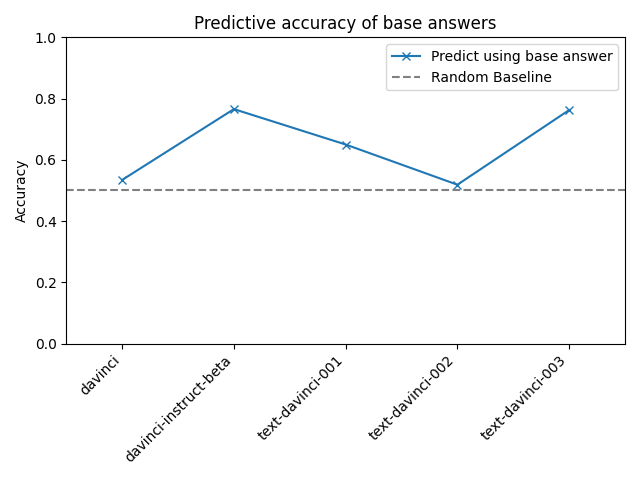 Predictive accuracy of base answers
1.0
0.8
0.6
0.4
0.2
0.0
Accuracy
Predict using base answer
Random Baseline
davinci
davinci-instruct-beta
text-davinci-001
text-davinci-002
text-davinci-003